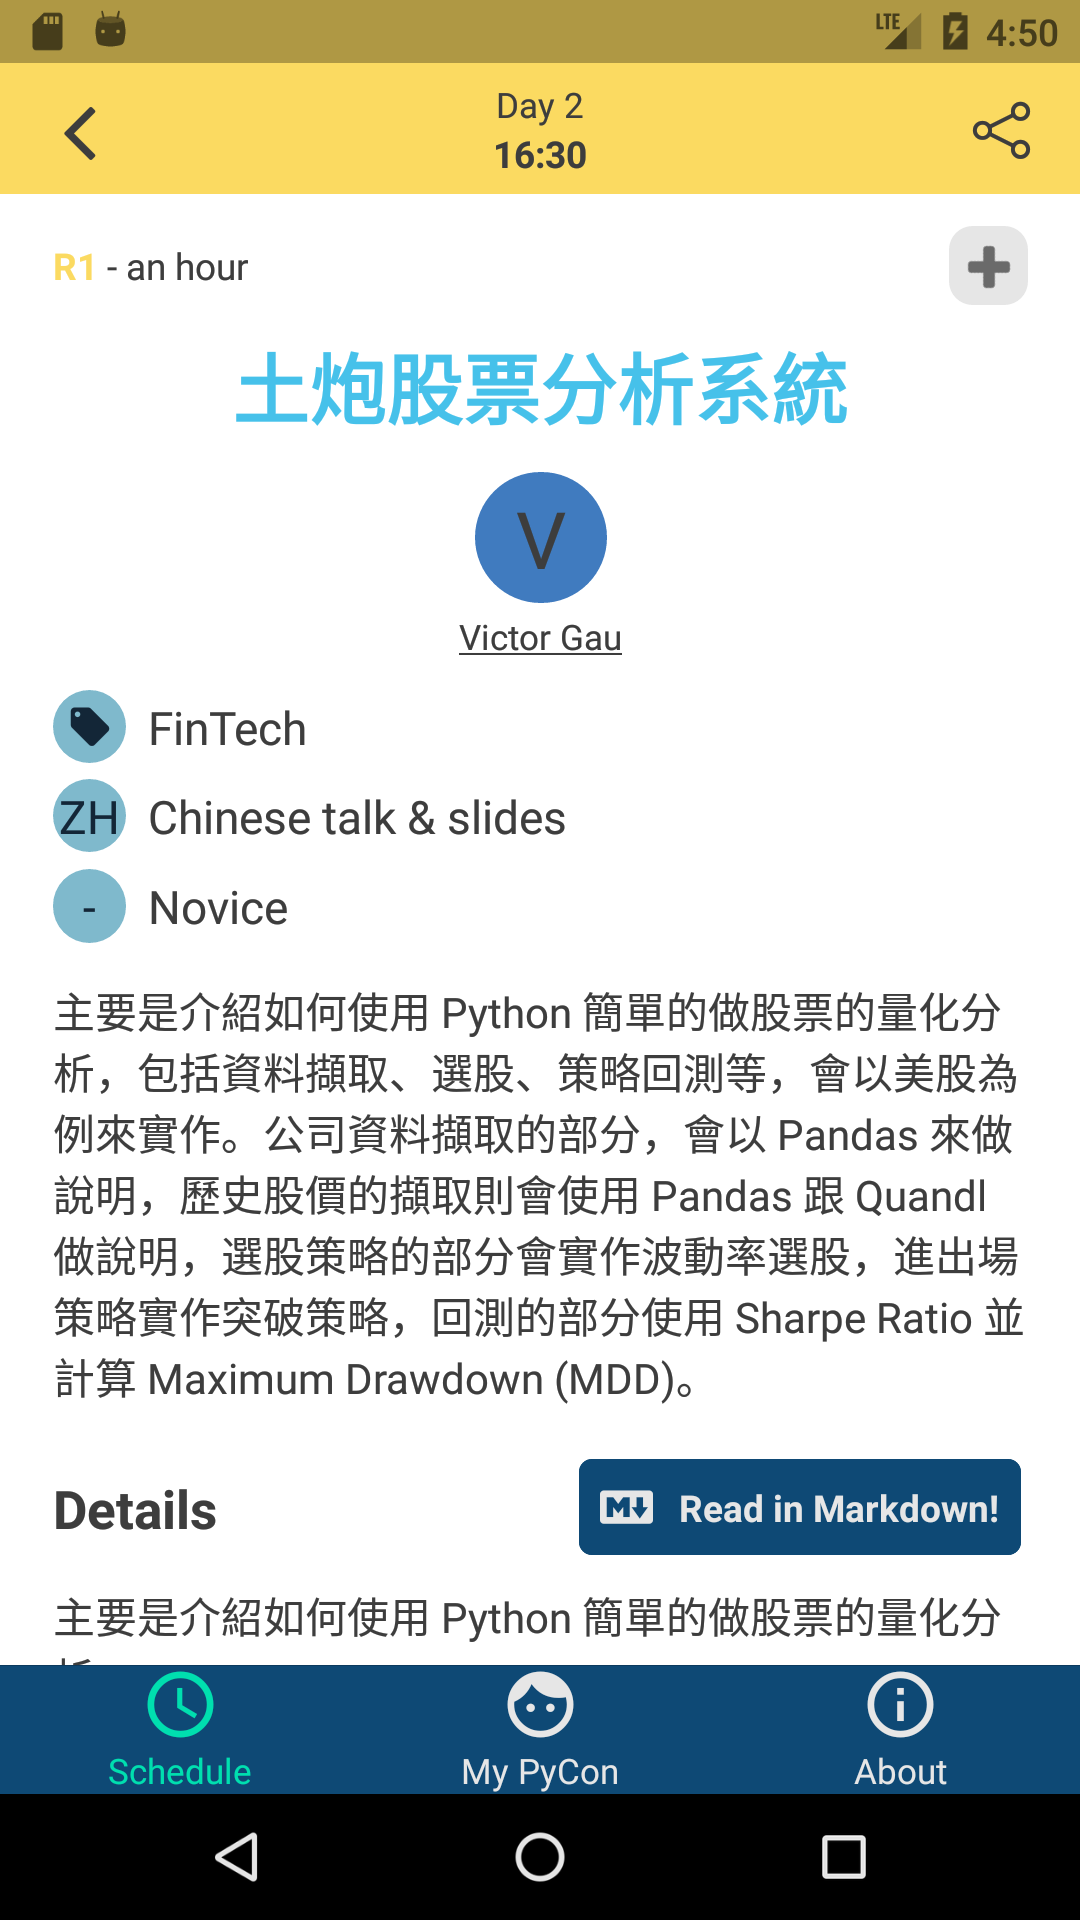 LTE 4:50
Day 2
16:30
R1 - an hour
土炮股票分析系統
V
Victor Gau
FinTech
ZH Chinese talk & slides
- Novice
主要是介紹如何使用 Python 簡單的做股票的量化分
析，包括資料擷取、選股、策略回測等，會以美股為
例來實作。公司資料擷取的部分，會以 Pandas 來做
說明，歷史股價的擷取則會使用 Pandas 跟 Quandl
做說明，選股策略的部分會實作波動率選股，進出場
策略實作突破策略，回測的部分使用 Sharpe Ratio 並
計算 Maximum Drawdown (MDD)。
Details
M Read in Markdown!
主要是介紹如何使用 Python 簡單的做股票的量化分
Schedule
My PyCon
About